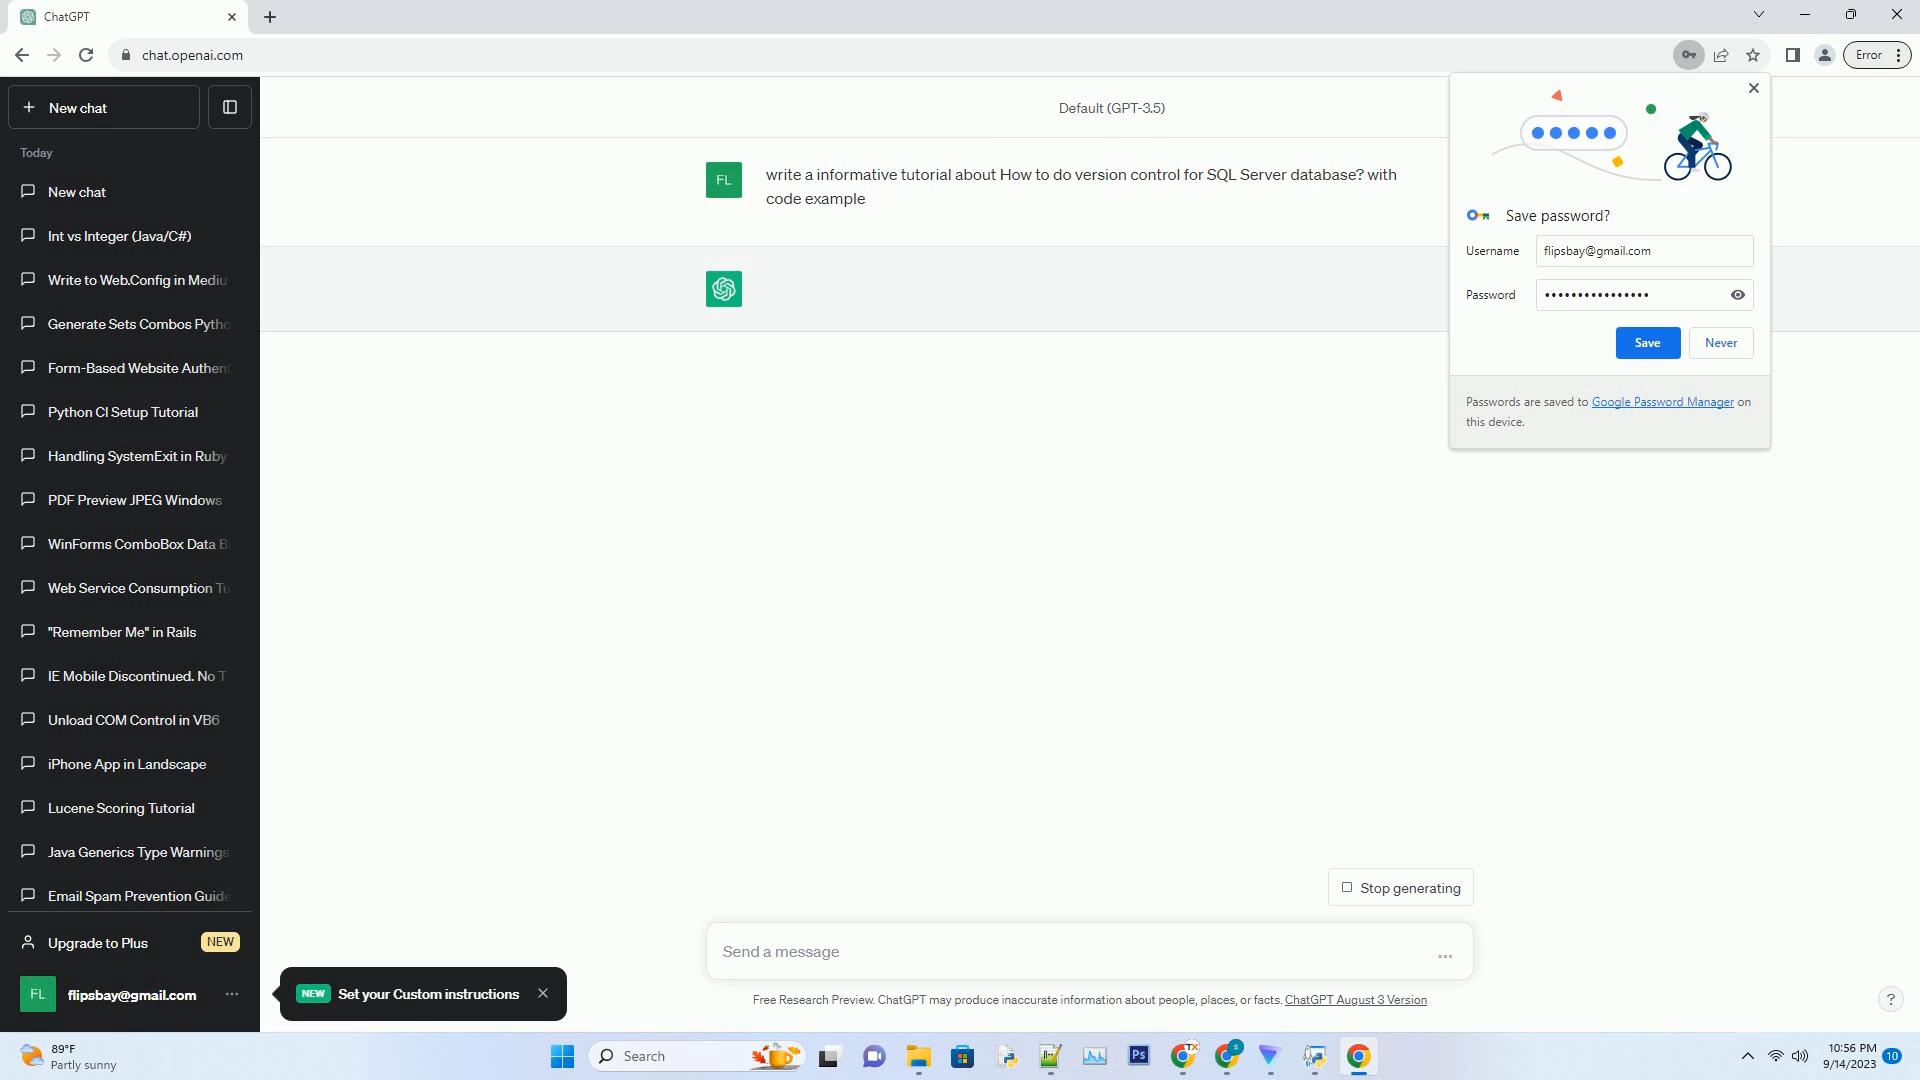 ChatGPT
chat.openai.com
Error
New chat
Today
New chat
Int vs Integer (Java/C#)
Write to Web.Config in Mediu
Generate Sets Combos Pytho
Form-Based Website Authent
Python CI Setup Tutorial
Handling SystemExit in Ruby
PDF Preview JPEG Windows
WinForms ComboBox Data B
Web Service Consumption Tu
"Remember Me" in Rails
IE Mobile Discontinued. No T
Unload COM Control in VB6
iPhone App in Landscape
Lucene Scoring Tutorial
Java Generics Type Warnings
Email Spam Prevention Guide
Upgrade to Plus NEW
FL flipsbay@gmail.com
NEW Set your Custom instructions
Default (GPT-3.5)
FL
write a informative tutorial about How to do version control for SQL Server database? with
code example
Save password?
Username flipsbay@gmail.com
Password ••••••••••••••••
Save Never
Passwords are saved to Google Password Manager on
this device.
Stop generating
Send a message
Free Research Preview. ChatGPT may produce inaccurate information about people, places, or facts. ChatGPT August 3 Version
?
89°F
Partly sunny
Search
Ps
TX
S
10:56 PM
9/14/2023
10